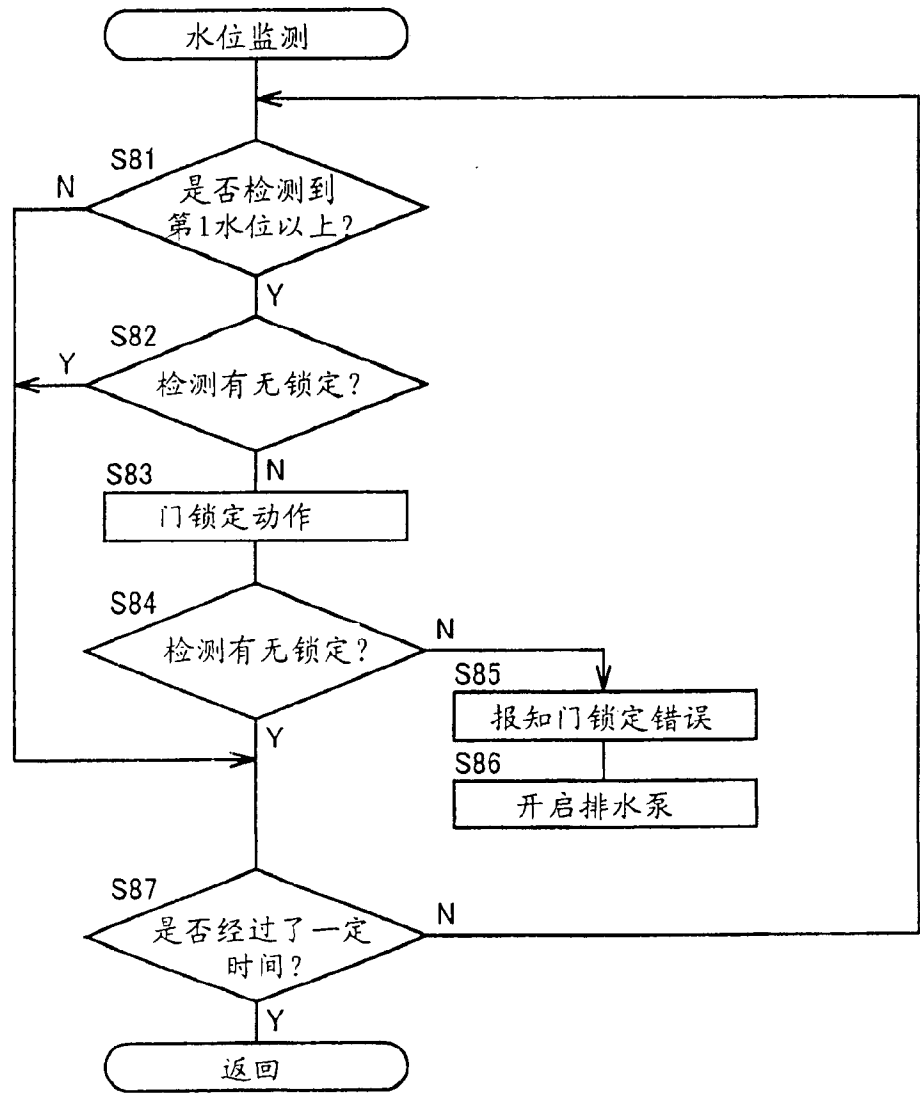 水位监测
S81
N
是否检测到
第1水位以上?
Y
S82
Y
检测有无锁定?
N
S83
门锁定动作
S84
检测有无锁定?
N
S85
报知门锁定错误
Y
S86
开启排水泵
S87
N
是否经过了一定
时间?
Y
返回